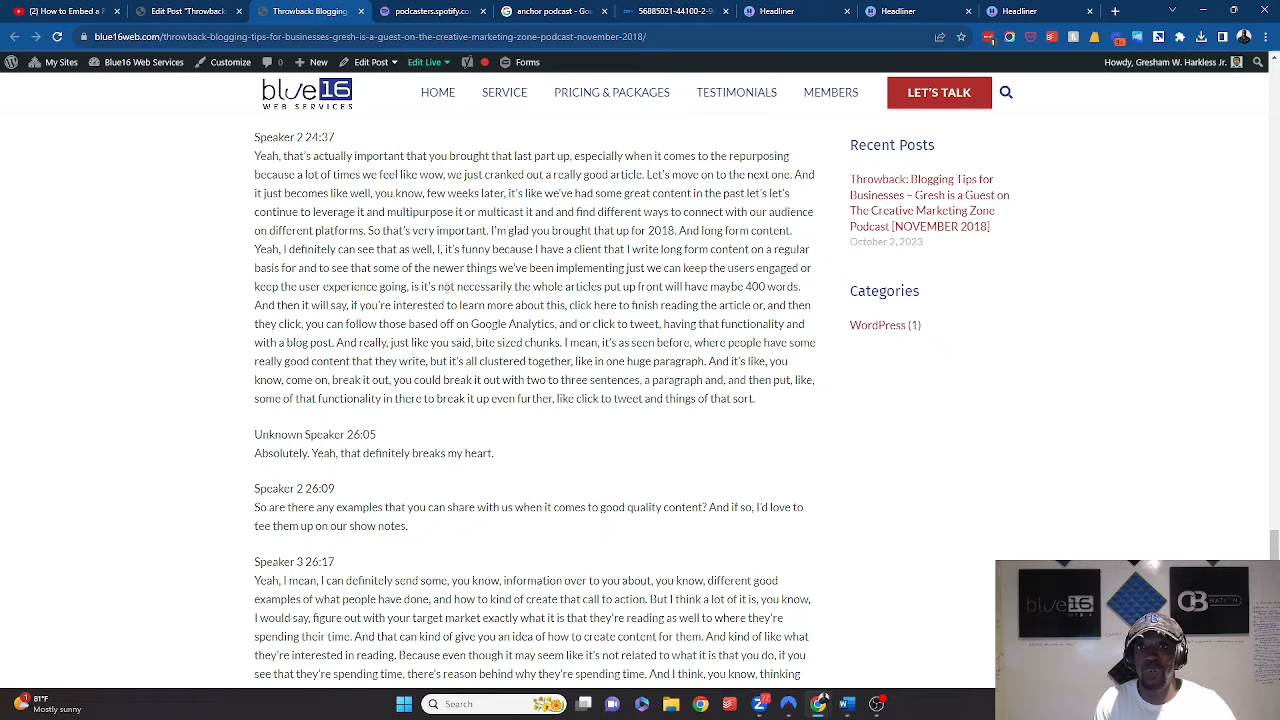 (2) How to Embed a P
Edit Post "Throwback:
Throwback Blogging
podcasters.spotify.co
anchor podcast - Goo
56885021-44100-2-9
Headliner
Headliner
Headliner
blue16web.com/throwback-blogging-tips-for-businesses-gresh-is-a-guest-on-the-creative-marketing-zone-podcast-november-2018/
My Sites
Blue16 Web Services
Customize
0
New
Edit Post
Edit Live
Forms
Howdy, Gresham W. Harkless Jr.
blue16
WEB SERVICES
HOME
SERVICE
PRICING & PACKAGES
TESTIMONIALS
MEMBERS
LET'S TALK
Speaker 2 24:37
Yeah, that's actually important that you brought that last part up, especially when it comes to the repurposing
because a lot of times we feel like wow, we just cranked out a really good article. Let's move on to the next one. And
it just becomes like well, you know, few weeks later, it's like we've had some great content in the past let's let's
continue to leverage it and multipurpose it or multicast it and and find different ways to connect with our audience
on different platforms. So that's very important. I'm glad you brought that up for 2018. And long form content.
Yeah, I definitely can see that as well, I, it's funny because I have a client that I write long form content on a regular
basis for and to see that some of the newer things we've been implementing just we can keep the users engaged or
keep the user experience going, is it's not necessarily the whole articles put up front will have maybe 400 words.
And then it will say, if you're interested to learn more about this, click here to finish reading the article or, and then
they click, you can follow those based off on Google Analytics, and or click to tweet, having that functionality and
with a blog post. And really, just like you said, bite sized chunks. I mean, it's as seen before, where people have some
really good content that they write, but it's all clustered together, like in one huge paragraph. And it's like, you
know, come on, break it out, you could break it out with two to three sentences, a paragraph and, and then put, like,
some of that functionality in there to break it up even further, like click to tweet and things of that sort.
Unknown Speaker 26:05
Absolutely. Yeah, that definitely breaks my heart.
Speaker 2 26:09
So are there any examples that you can share with us when it comes to good quality content? And if so, I'd love to
tee them up on our show notes.
Speaker 3 26:17
Yeah, I mean, I can definitely send some, you know, information over to you about, you know, different good
examples of what people have done, and how to kind of create that call to action. But I think a lot of it is, you know,
I would say, figure out who your target market exactly what it is that they're reading as well to where they're
spending their time. And that can kind of give you an idea of how to create content for them. And kind of like what
they're interested in reading. Because even though it may seem like it's not related to what it is that you do, if you
see that they're spending time, there's reason behind why they're spending time. And I think, you know, thinking
Recent Posts
Throwback: Blogging Tips for
Businesses – Gresh is a Guest on
The Creative Marketing Zone
Podcast [NOVEMBER 2018]
October 2, 2023
Categories
WordPress (1)
blue16
MEDIA
16
81°F
Mostly sunny
Search